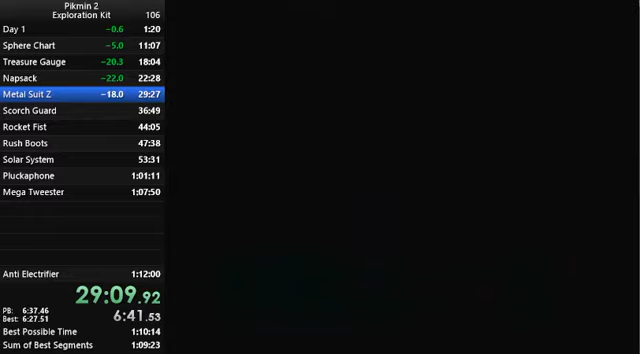 Pikmin 2
Exploration Kit 106
Day 1 −0.6 1:20
Sphere Chart −5.0 11:07
Treasure Gauge −20.3 18:04
Napsack −22.0 22:28
Metal Suit Z −18.0 29:27
Scorch Guard 36:49
Rocket Fist 44:05
Rush Boots 47:38
Solar System 53:31
Pluckaphone 1:01:11
Mega Tweester 1:07:50
Anti Electrifier 1:12:00
29:09.92
PB: 6:37.46
Best: 6:27.51
6:41.53
Best Possible Time 1:10:14
Sum of Best Segments 1:09:23